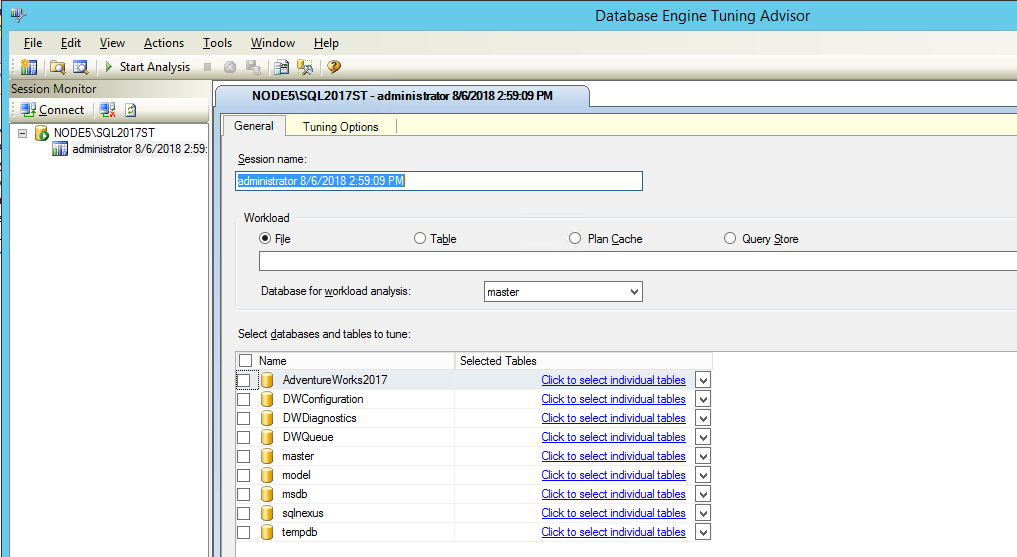 Database Engine Tuning Advisor
File Edit View Actions Tools Window Help
Start Analysis
Session Monitor
Connect
NODE5\SQL2017ST
administrator 8/6/2018 2:59:
NODE5\SQL2017ST - administrator 8/6/2018 2:59:09 PM
General Tuning Options
Session name:
administrator 8/6/2018 2:59:09 PM
Workload
File Table Plan Cache Query Store
Database for workload analysis: master
Select databases and tables to tune:
Name Selected Tables
AdventureWorks2017 Click to select individual tables
DWConfiguration Click to select individual tables
DWDiagnostics Click to select individual tables
DWQueue Click to select individual tables
master Click to select individual tables
model Click to select individual tables
msdb Click to select individual tables
sqlnexus Click to select individual tables
tempdb Click to select individual tables